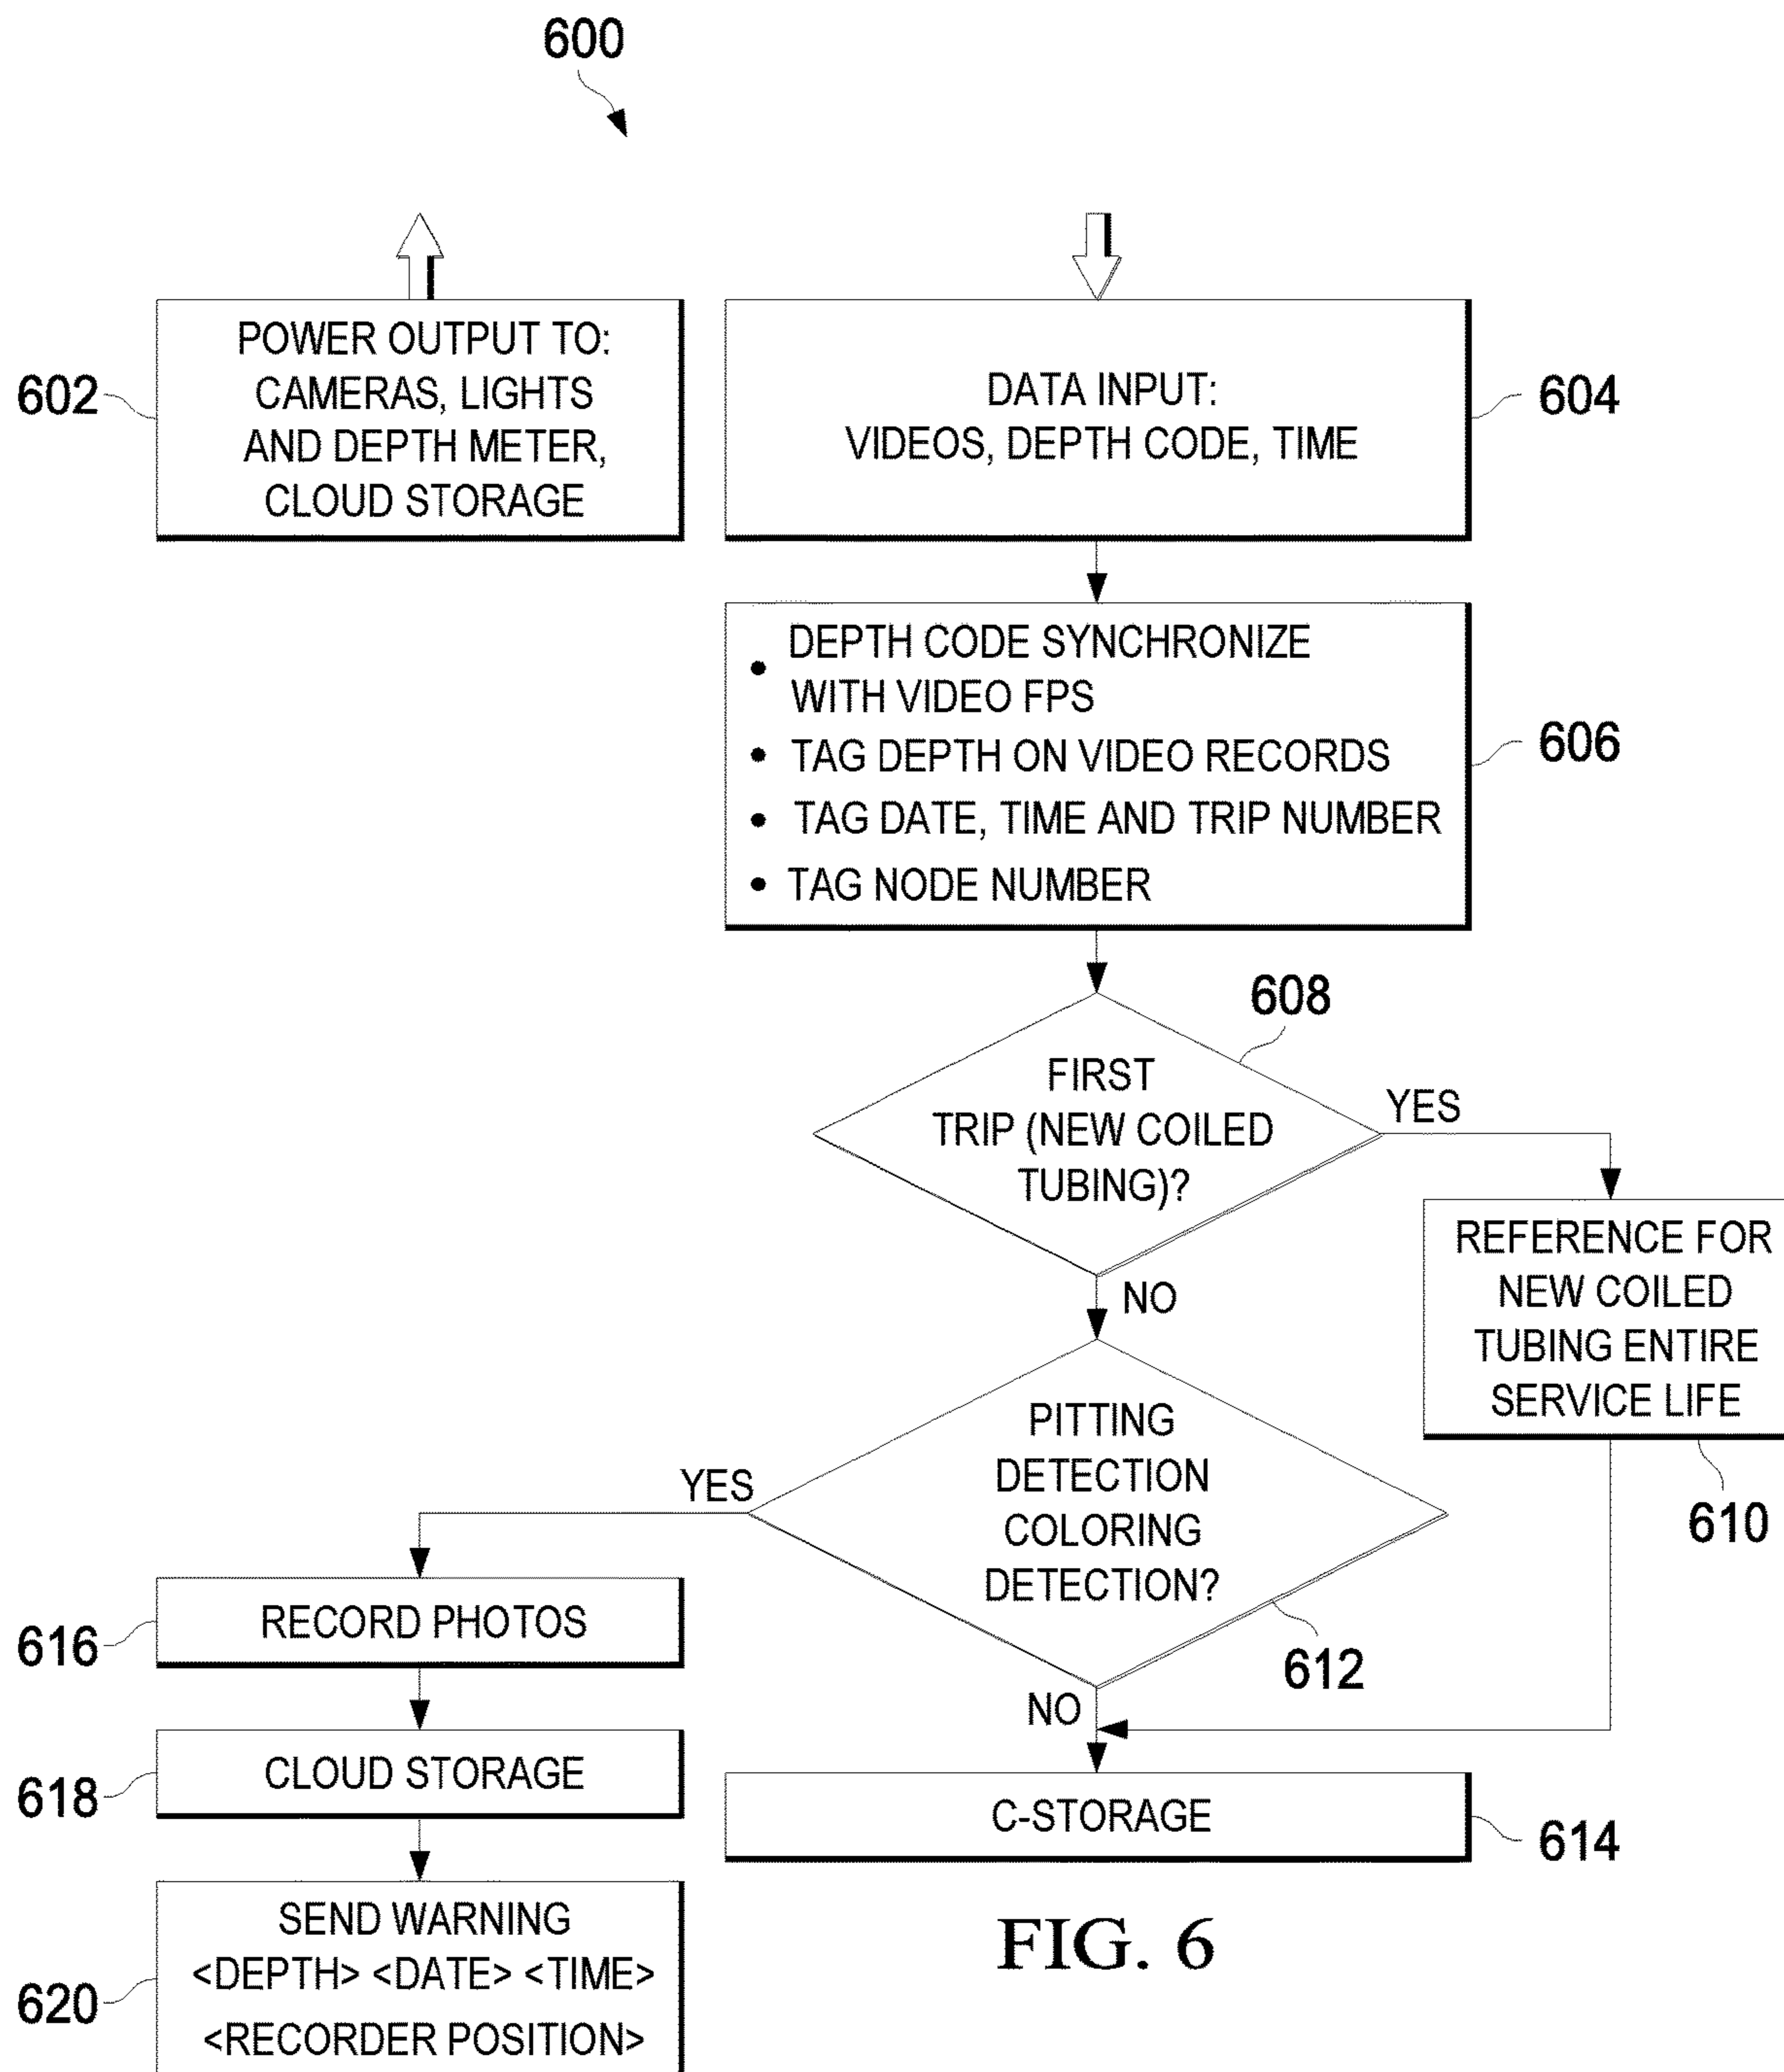 600
POWER OUTPUT TO:
CAMERAS, LIGHTS
AND DEPTH METER,
CLOUD STORAGE
602
DATA INPUT:
VIDEOS, DEPTH CODE, TIME
604
• DEPTH CODE SYNCHRONIZE
WITH VIDEO FPS
• TAG DEPTH ON VIDEO RECORDS
• TAG DATE, TIME AND TRIP NUMBER
• TAG NODE NUMBER
606
608
FIRST
TRIP (NEW COILED
TUBING)?
YES
NO
REFERENCE FOR
NEW COILED
TUBING ENTIRE
SERVICE LIFE
610
PITTING
DETECTION
COLORING
DETECTION?
612
YES
NO
RECORD PHOTOS
616
CLOUD STORAGE
618
C-STORAGE
614
SEND WARNING
<DEPTH> <DATE> <TIME>
<RECORDER POSITION>
620
FIG. 6